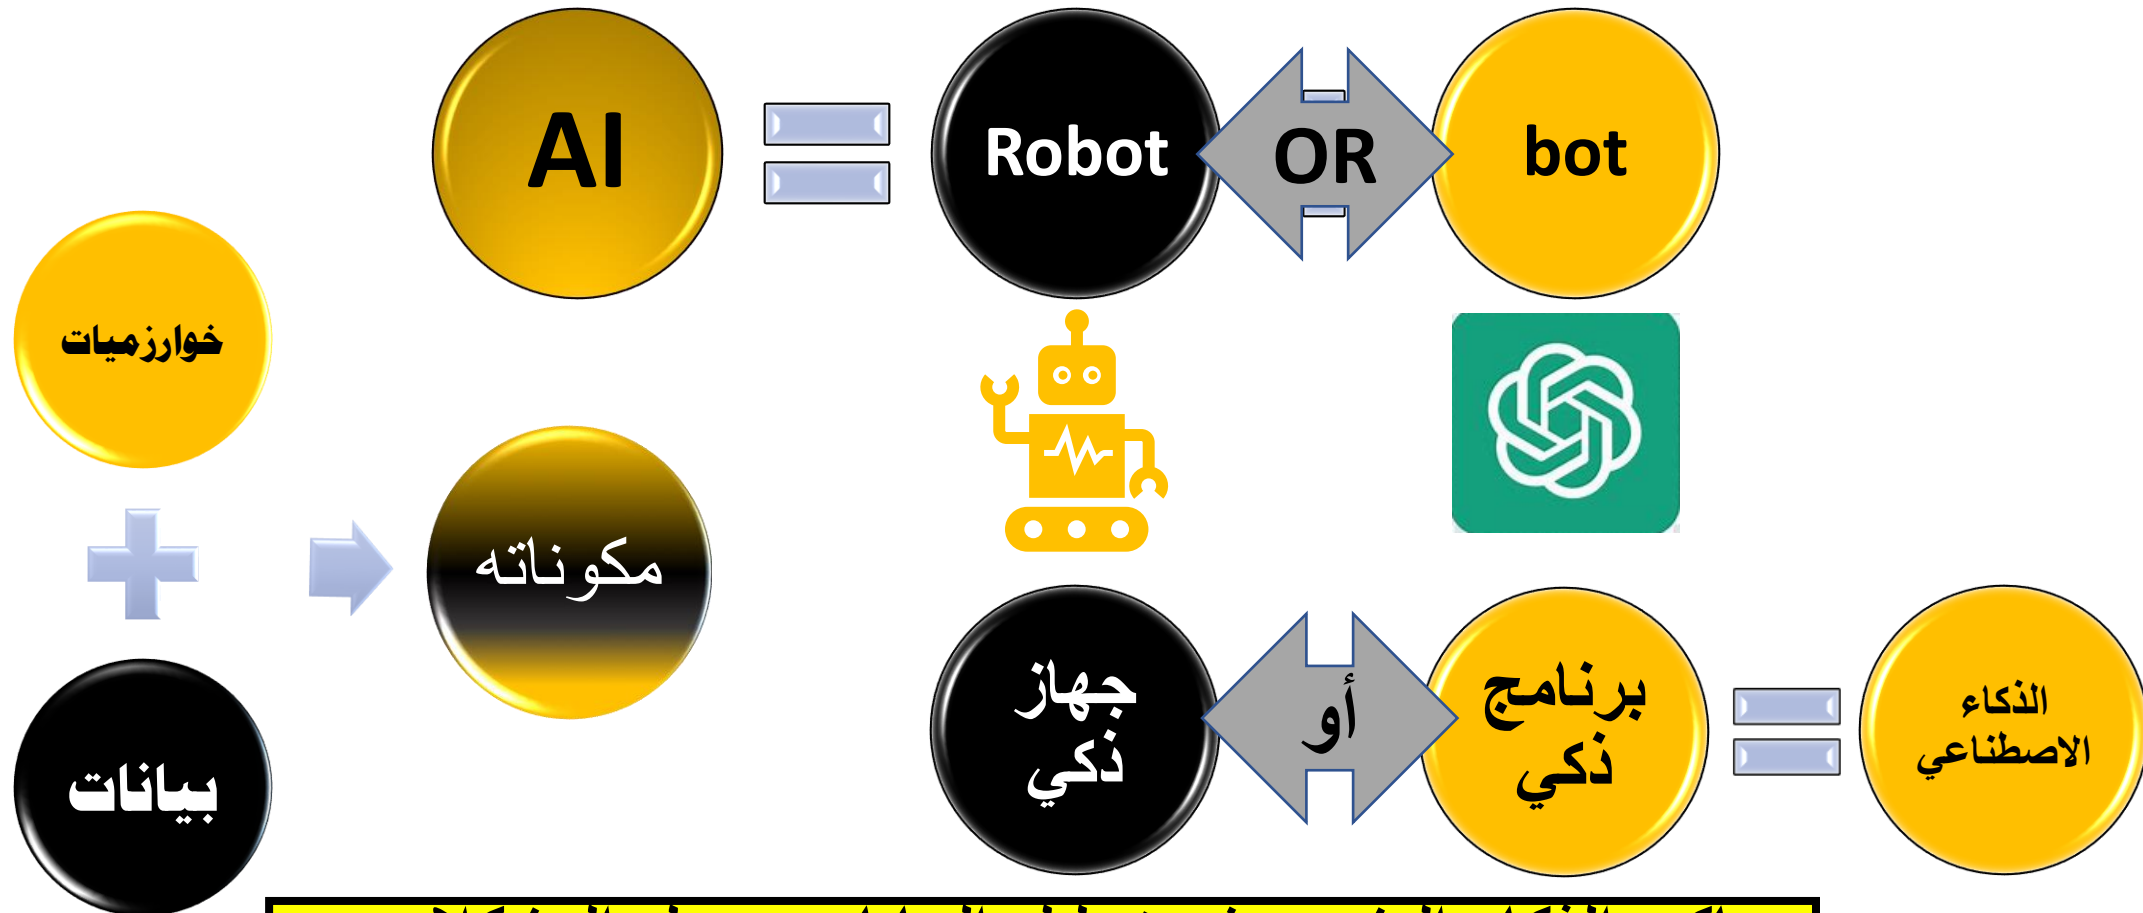 AI
Robot
OR
bot
خوارزميات
مكوناته
بيانات
جهاز
ذكي
أو
برنامج
ذكي
الذكاء
الاصطناعي